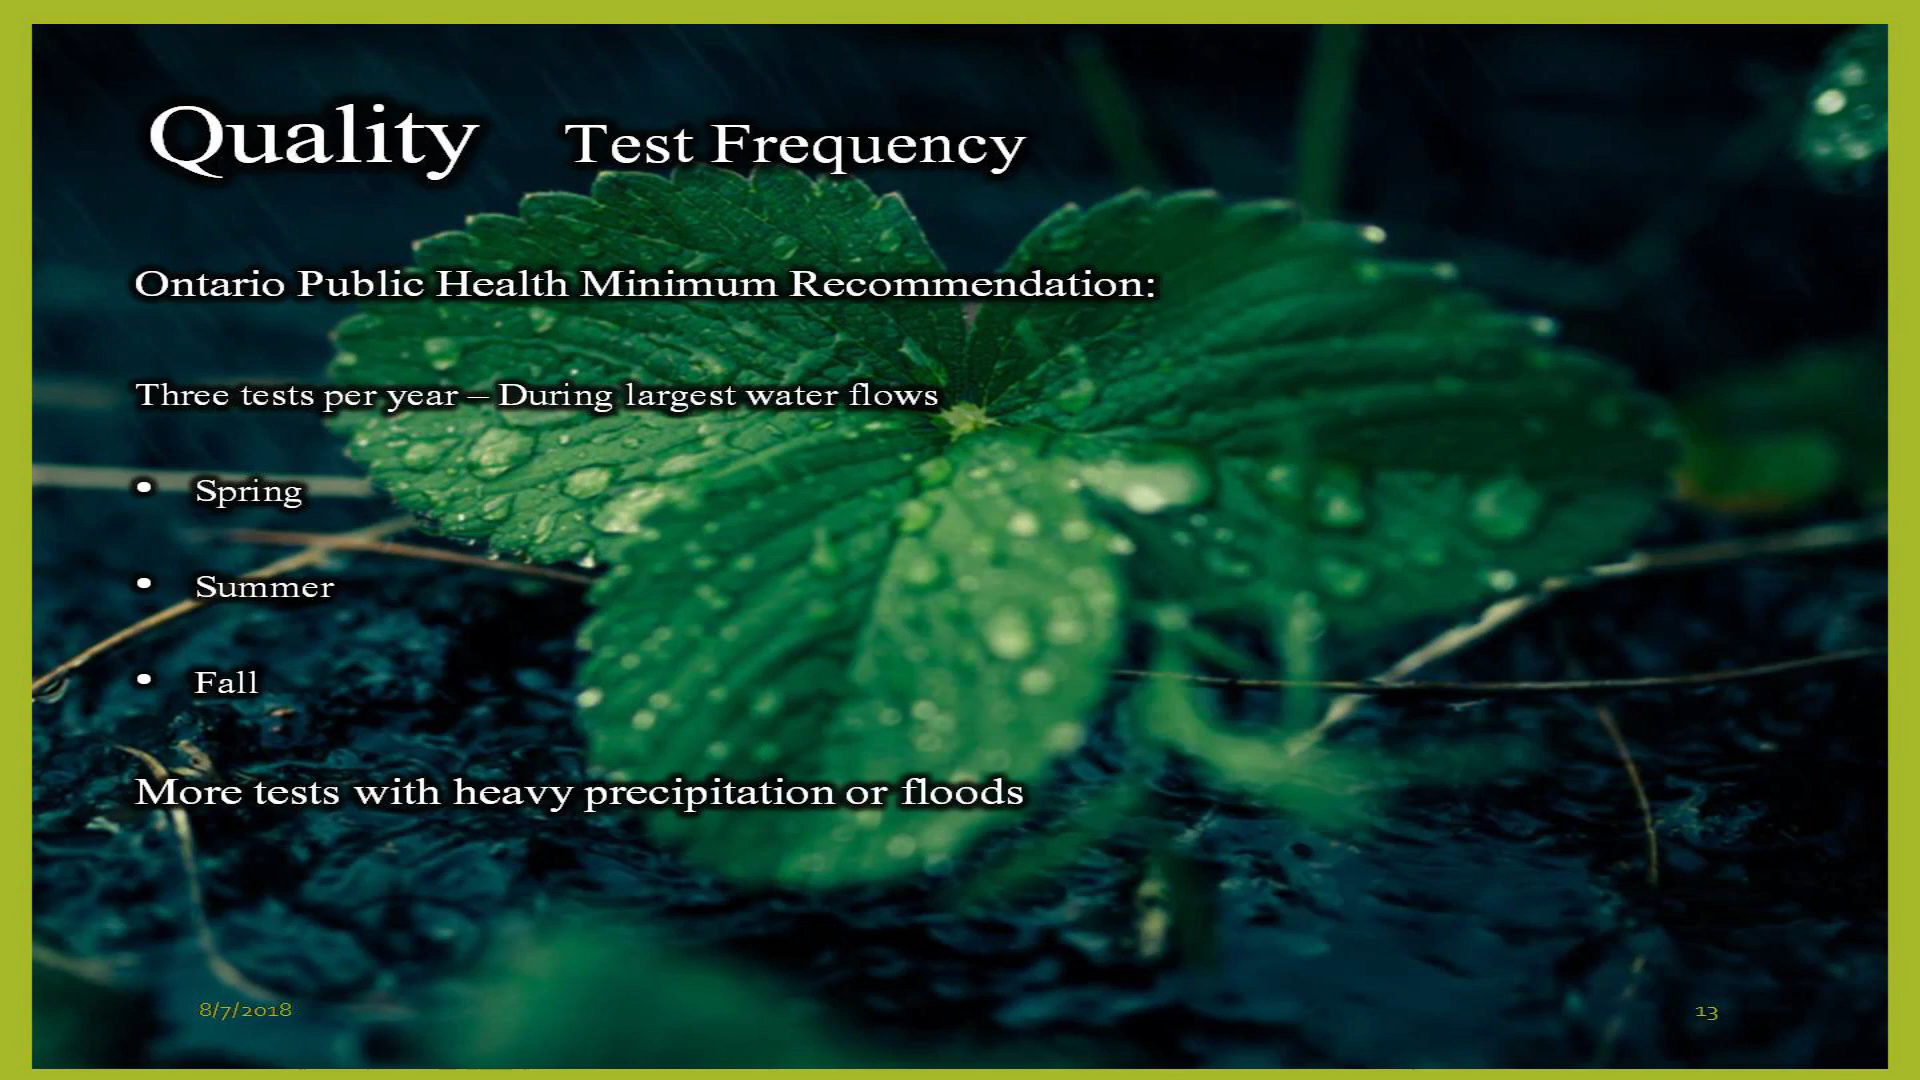 Quality Test Frequency
Ontario Public Health Minimum Recommendation:
Three tests per year – During largest water flows
• Spring
• Summer
• Fall
More tests with heavy precipitation or floods
8/7/2018
13